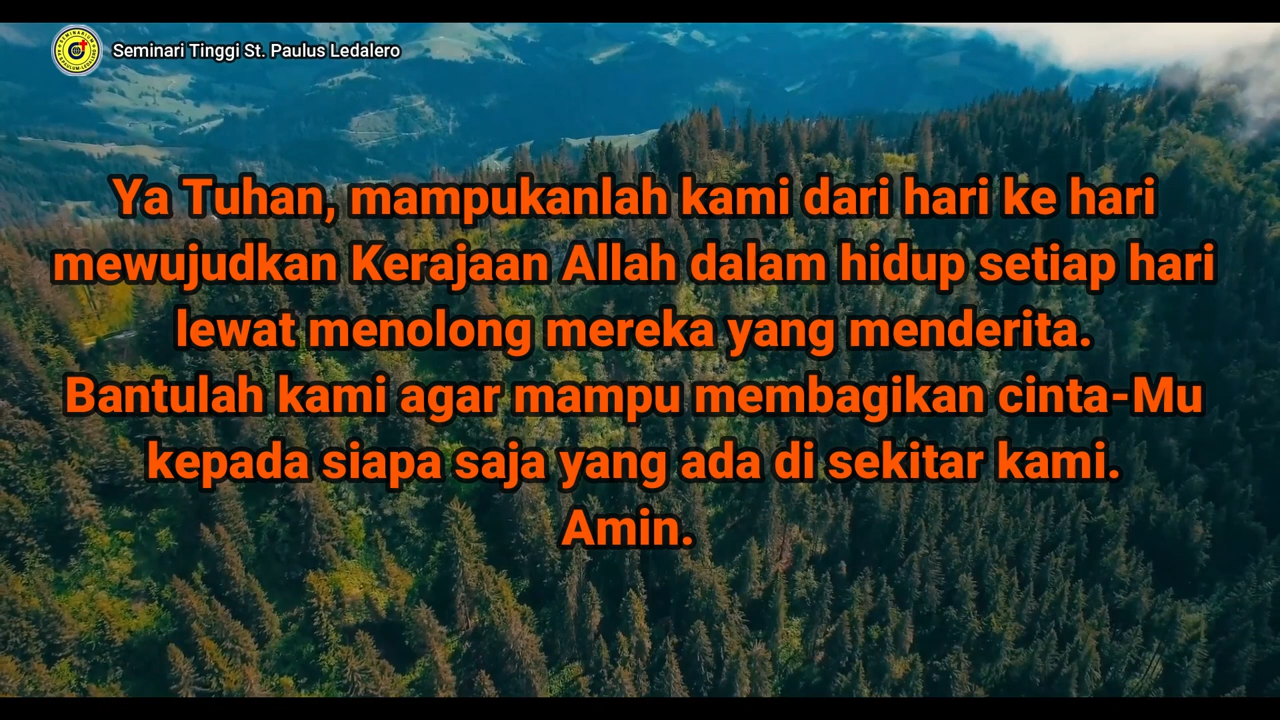 Seminari Tinggi St. Paulus Ledalero
Ya Tuhan, mampukanlah kami dari hari ke hari
mewujudkan Kerajaan Allah dalam hidup setiap hari
lewat menolong mereka yang menderita.
Bantulah kami agar mampu membagikan cinta-Mu
kepada siapa saja yang ada di sekitar kami.
Amin.